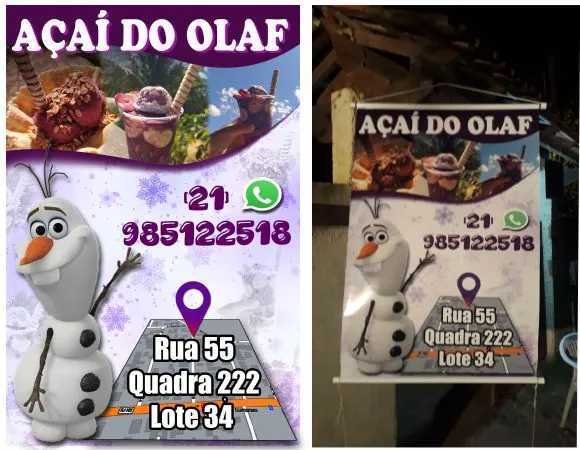 AÇAÍ DO OLAF
(21)
985122518
Rua 55
Quadra 222
Lote 34
AÇAÍ DO OLAF
(21)
985122518
Rua 55
Quadra 222
Lote 34